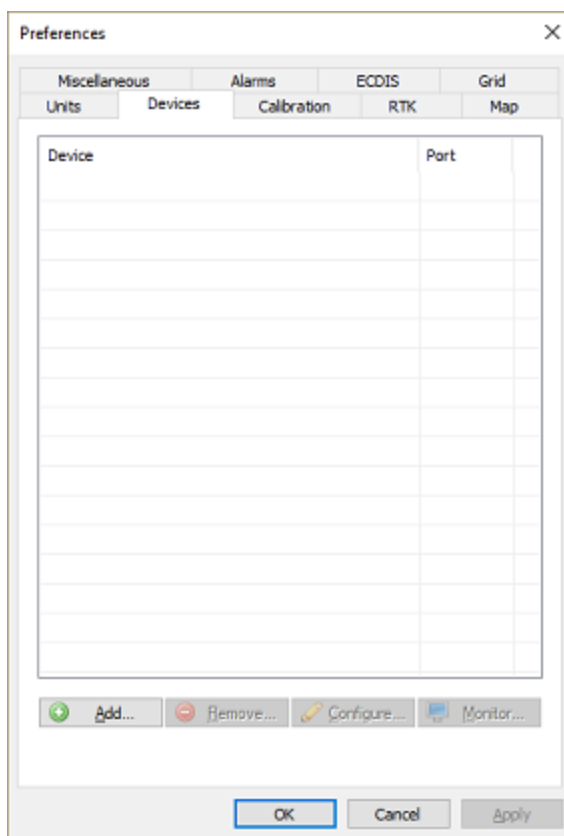 Preferences
Miscellaneous Alarms ECDIS Grid
Units Devices Calibration RTK Map
Device Port
Add... Remove... Configure... Monitor...
OK Cancel Apply